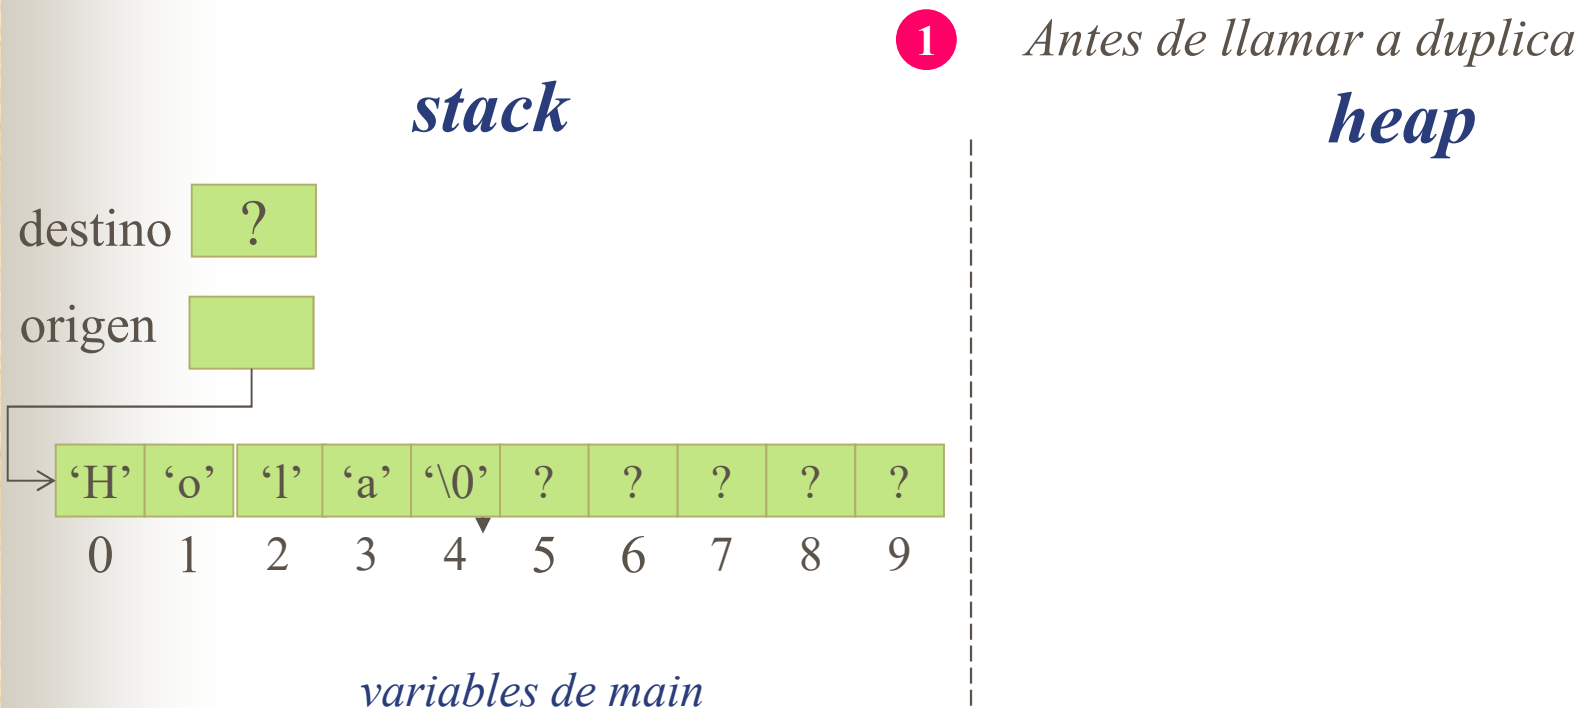 1 Antes de llamar a duplica
stack
heap
destino ?
origen
‘H’ ‘o’ ‘l’ ‘a’ ‘\0’ ? ? ? ? ?
0 1 2 3 4 5 6 7 8 9
variables de main